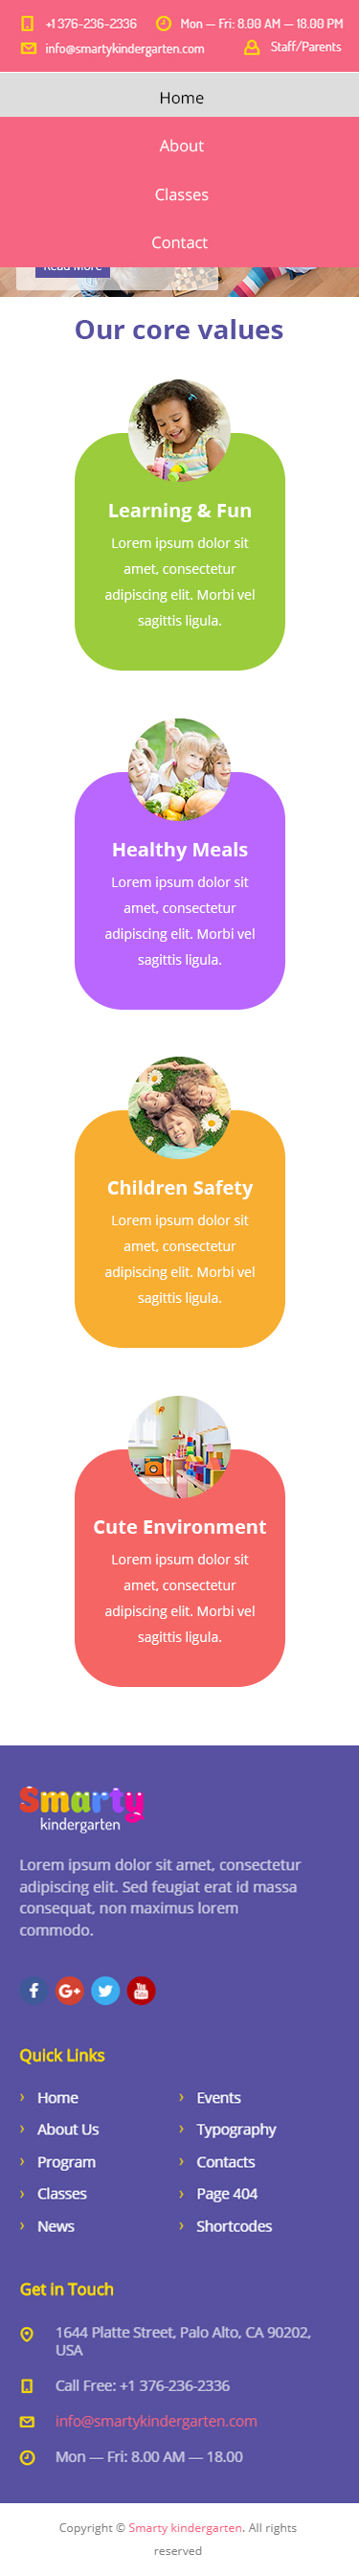 +1 376-236-2336 Mon — Fri: 8.00 AM — 18.00 PM
info@smartykindergarten.com Staff/Parents
Home
About
Classes
Contact
Read More
Our core values
Learning & Fun
Lorem ipsum dolor sit
amet, consectetur
adipiscing elit. Morbi vel
sagittis ligula.
Healthy Meals
Lorem ipsum dolor sit
amet, consectetur
adipiscing elit. Morbi vel
sagittis ligula.
Children Safety
Lorem ipsum dolor sit
amet, consectetur
adipiscing elit. Morbi vel
sagittis ligula.
Cute Environment
Lorem ipsum dolor sit
amet, consectetur
adipiscing elit. Morbi vel
sagittis ligula.
Smarty
kindergarten
Lorem ipsum dolor sit amet, consectetur
adipiscing elit. Sed feugiat erat id massa
consequat, non maximus lorem
commodo.
f G+ You Tube
Quick Links
› Home › Events
› About Us › Typography
› Program › Contacts
› Classes › Page 404
› News › Shortcodes
Get in Touch
1644 Platte Street, Palo Alto, CA 90202,
USA
Call Free: +1 376-236-2336
info@smartykindergarten.com
Mon — Fri: 8.00 AM — 18.00
Copyright © Smarty kindergarten. All rights
reserved